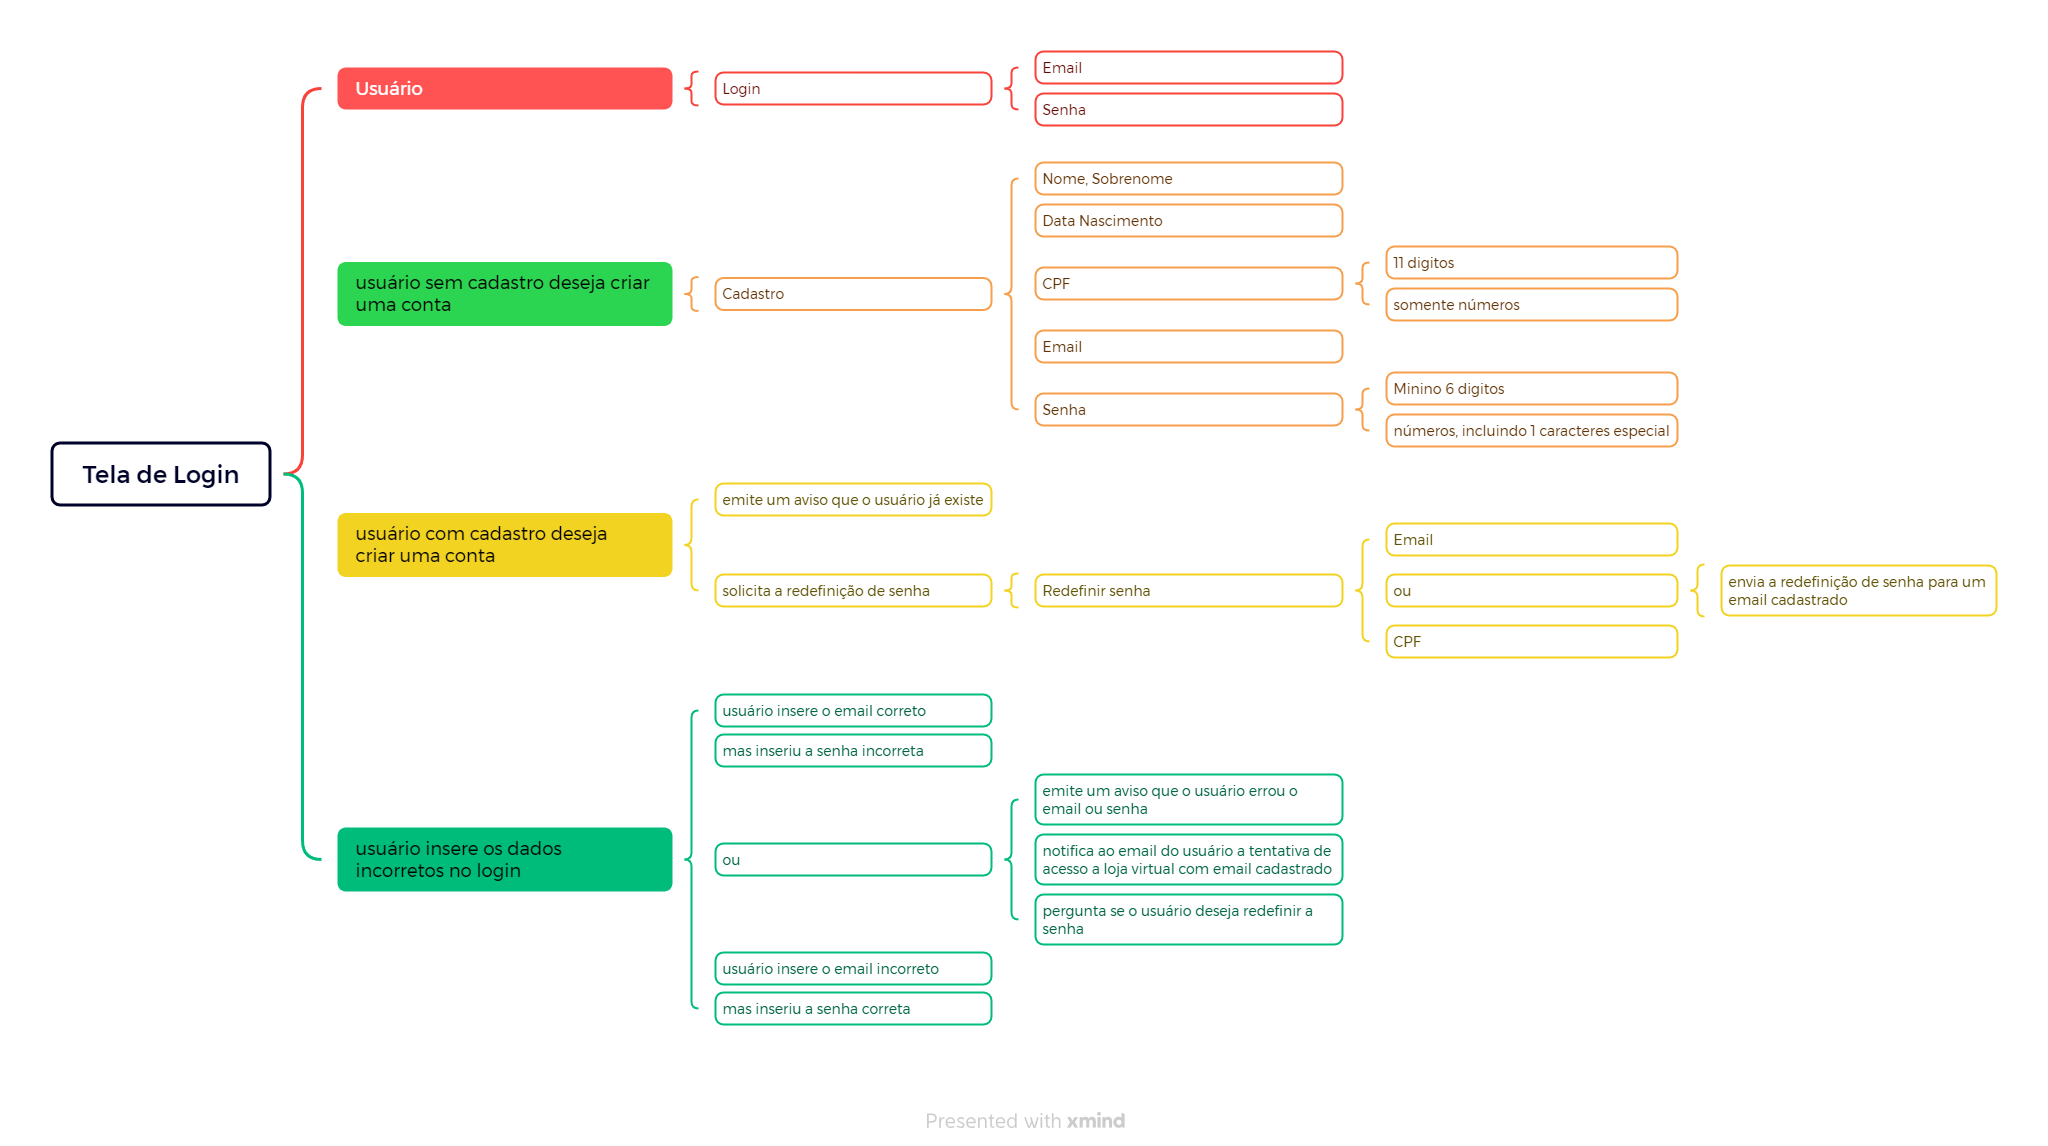 Tela de Login
Usuário
Login
Email
Senha
usuário sem cadastro deseja criar
uma conta
Cadastro
Nome, Sobrenome
Data Nascimento
CPF
11 digitos
somente números
Email
Senha
Minino 6 digitos
números, incluindo 1 caracteres especial
usuário com cadastro deseja
criar uma conta
emite um aviso que o usuário já existe
solicita a redefinição de senha
Redefinir senha
Email
ou
envia a redefinição de senha para um
email cadastrado
CPF
usuário insere os dados
incorretos no login
usuário insere o email correto
mas inseriu a senha incorreta
ou
emite um aviso que o usuário errou o
email ou senha
notifica ao email do usuário a tentativa de
acesso a loja virtual com email cadastrado
pergunta se o usuário deseja redefinir a
senha
usuário insere o email incorreto
mas inseriu a senha correta
Presented with xmind